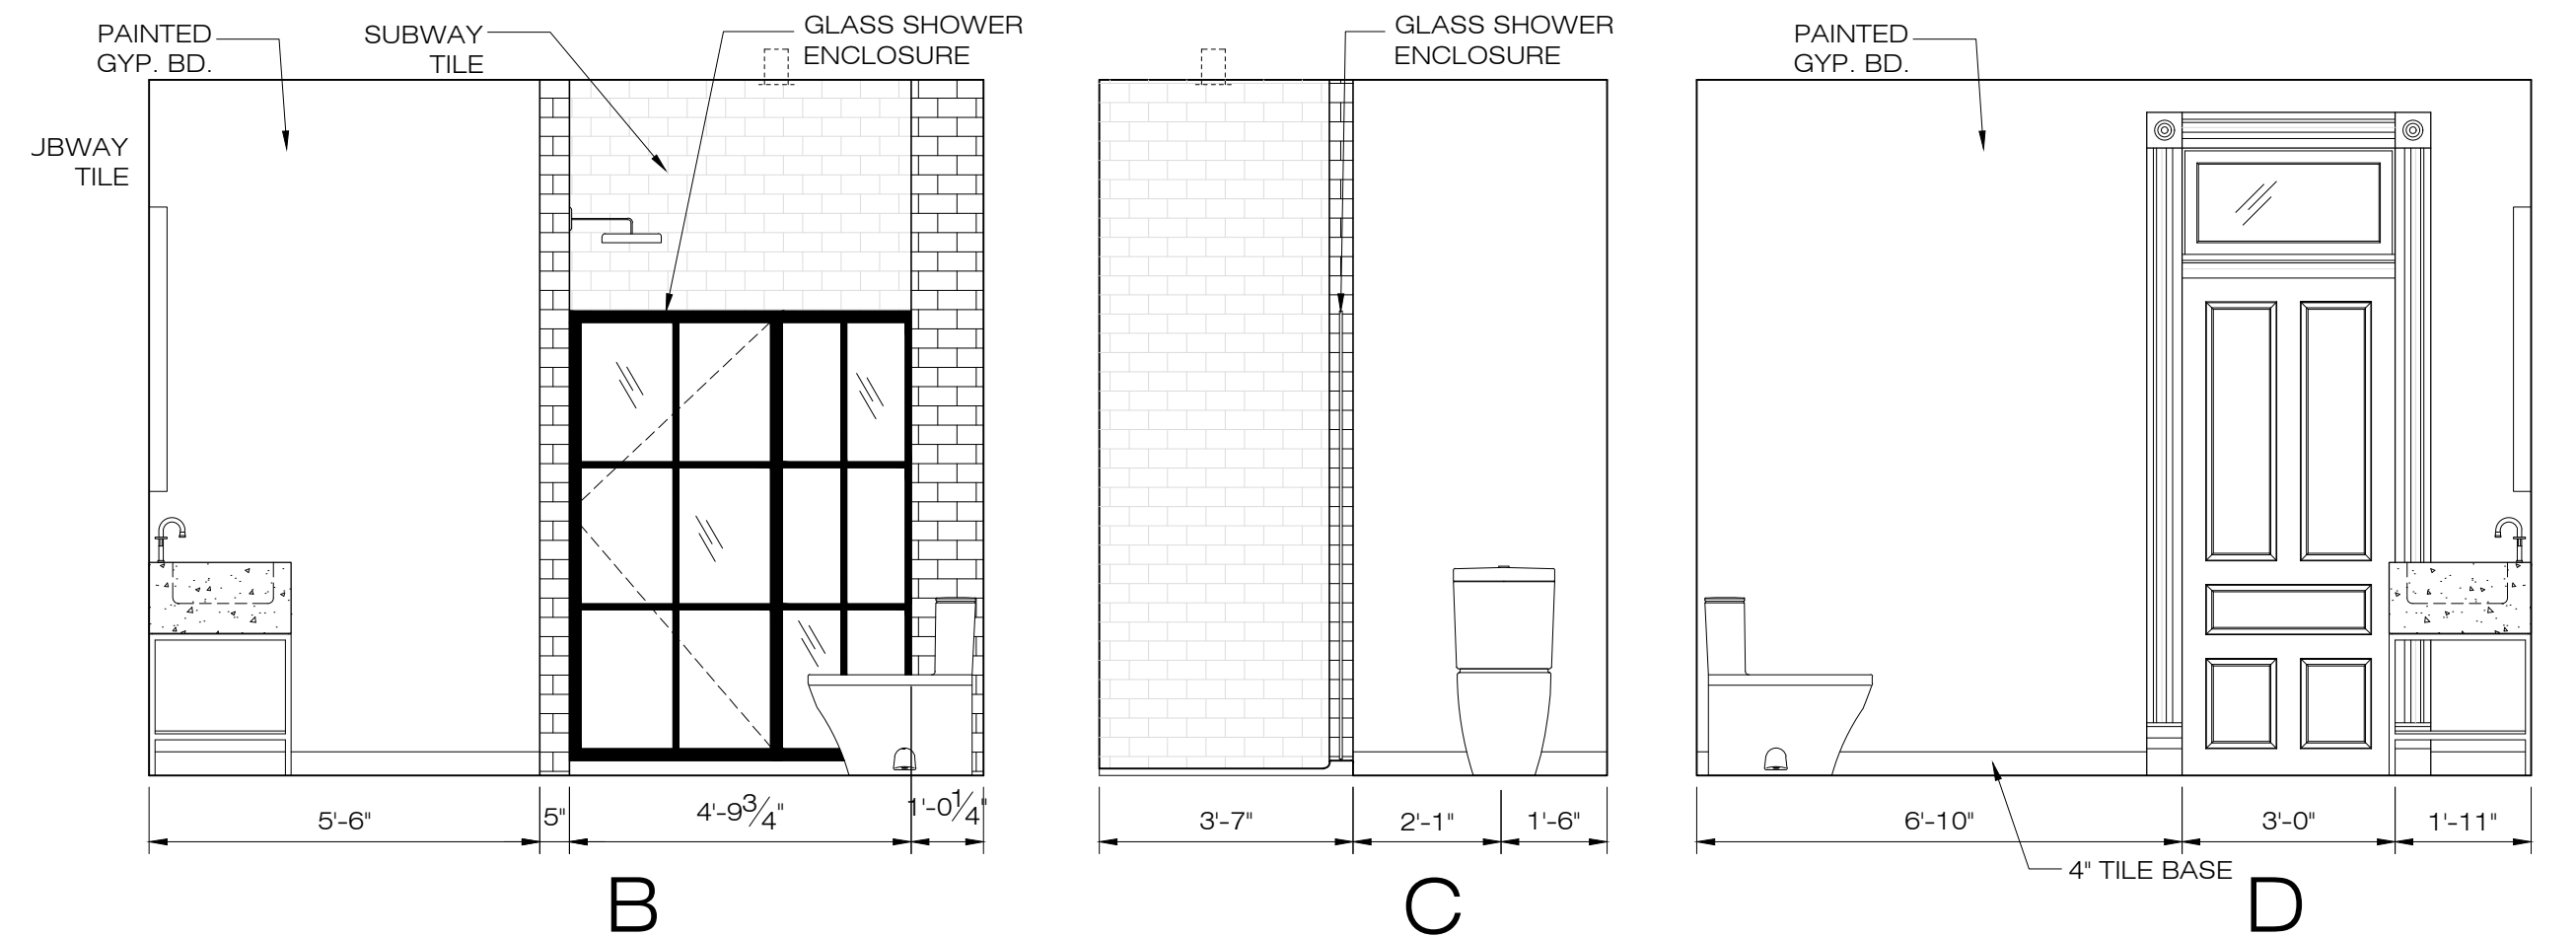 PAINTED
GYP. BD.
SUBWAY
TILE
GLASS SHOWER
ENCLOSURE
JBWAY
TILE
5'-6"
5"
4'-9 3/4"
1'-0 1/4"
B
GLASS SHOWER
ENCLOSURE
3'-7"
2'-1"
1'-6"
C
PAINTED
GYP. BD.
6'-10"
3'-0"
1'-11"
4" TILE BASE
D